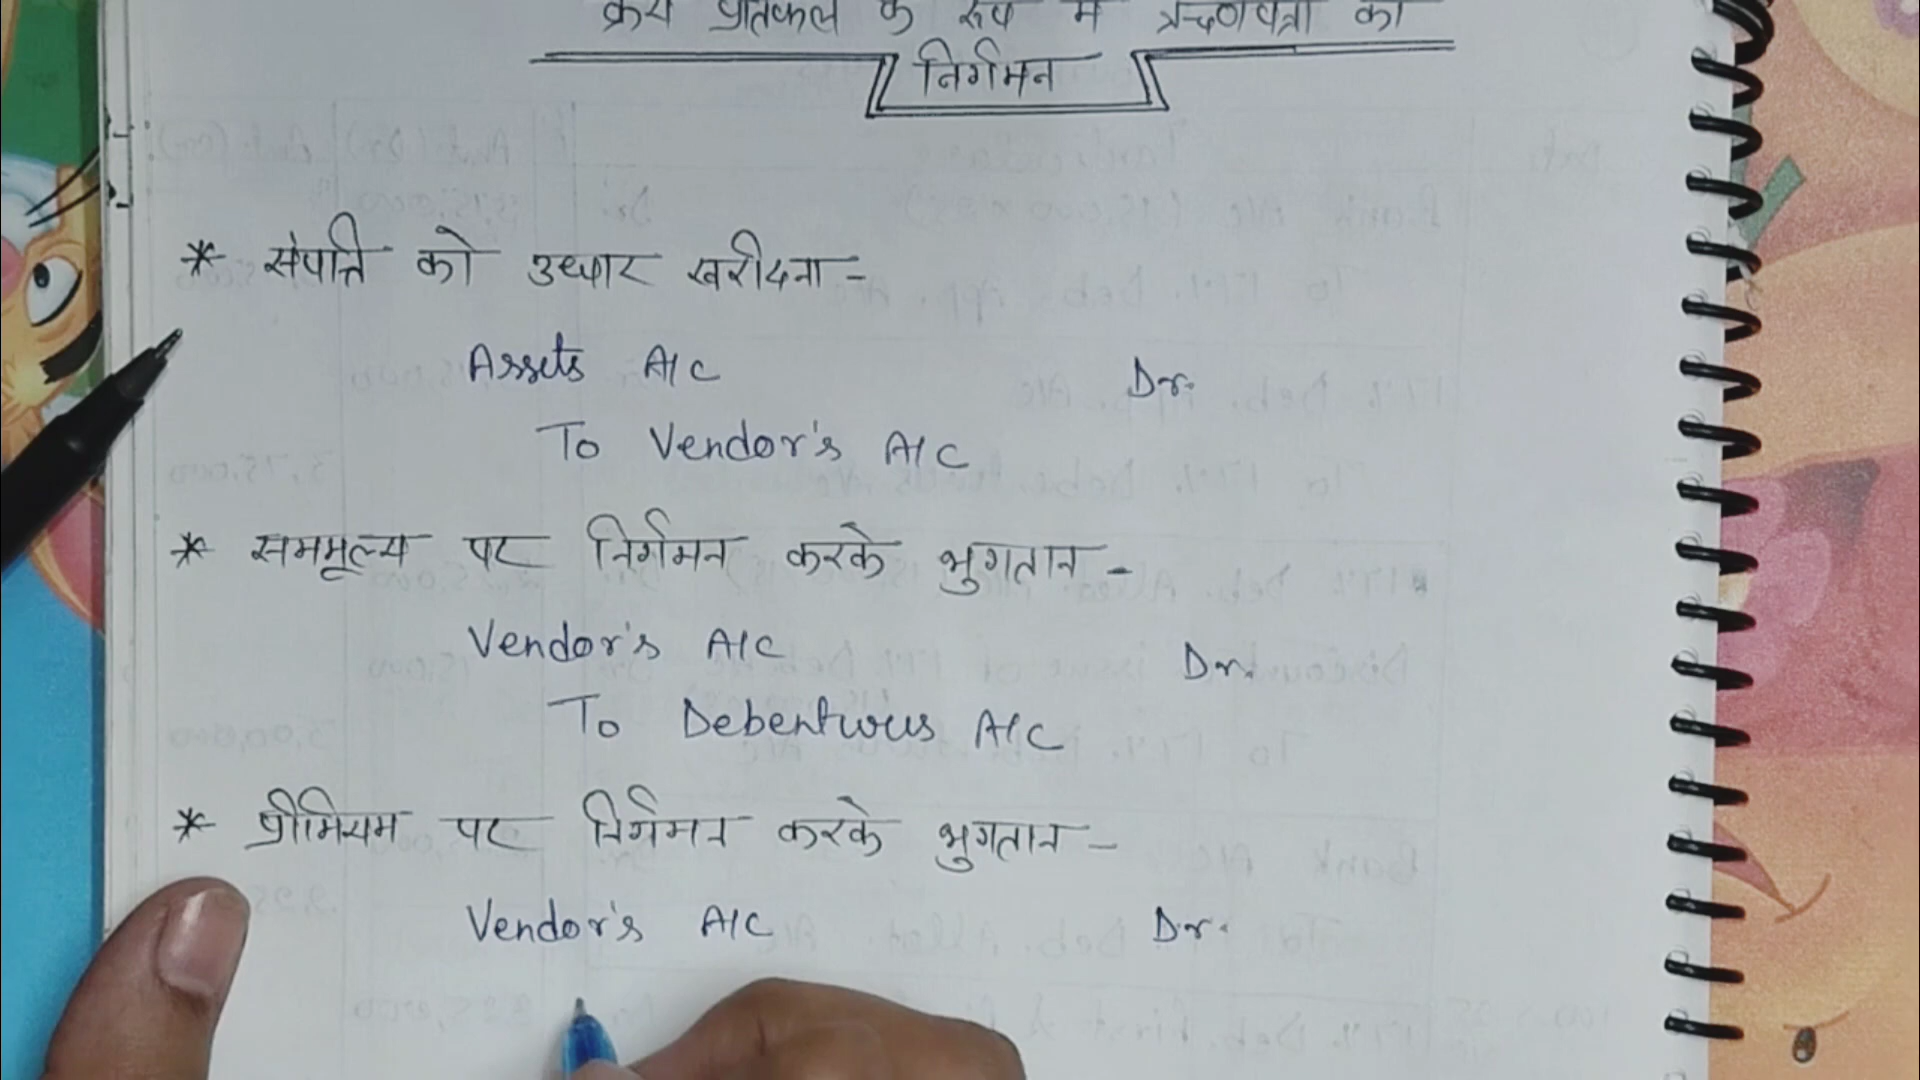 क्रय प्रतिफल के रूप में ऋणपत्रों का
निर्गमन
* संपत्ति को उधार खरीदना -
Assets A/C Dr.
To Vendor's A/C
* सममूल्य पर निर्गमन करके भुगतान -
Vendor's A/C Dr.
To Debentures A/C
* प्रीमियम पर निर्गमन करके भुगतान -
Vendor's A/C Dr.